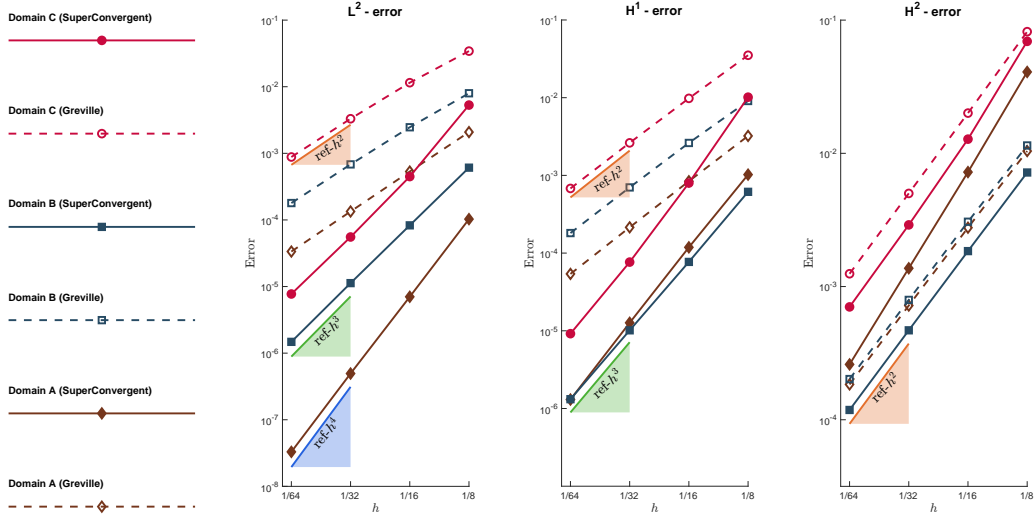 Domain C (SuperConvergent)
Domain C (Greville)
Domain B (SuperConvergent)
Domain B (Greville)
Domain A (SuperConvergent)
Domain A (Greville)
L² - error
10⁻¹
10⁻²
10⁻³
10⁻⁴
10⁻⁵
10⁻⁶
10⁻⁷
10⁻⁸
Error
ref-h²
ref-h³
ref-h⁴
1/64
1/32
1/16
1/8
h
H¹ - error
10⁻¹
10⁻²
10⁻³
10⁻⁴
10⁻⁵
10⁻⁶
Error
ref-h²
ref-h³
1/64
1/32
1/16
1/8
h
H² - error
10⁻¹
10⁻²
10⁻³
10⁻⁴
Error
ref-h²
1/64
1/32
1/16
1/8
h